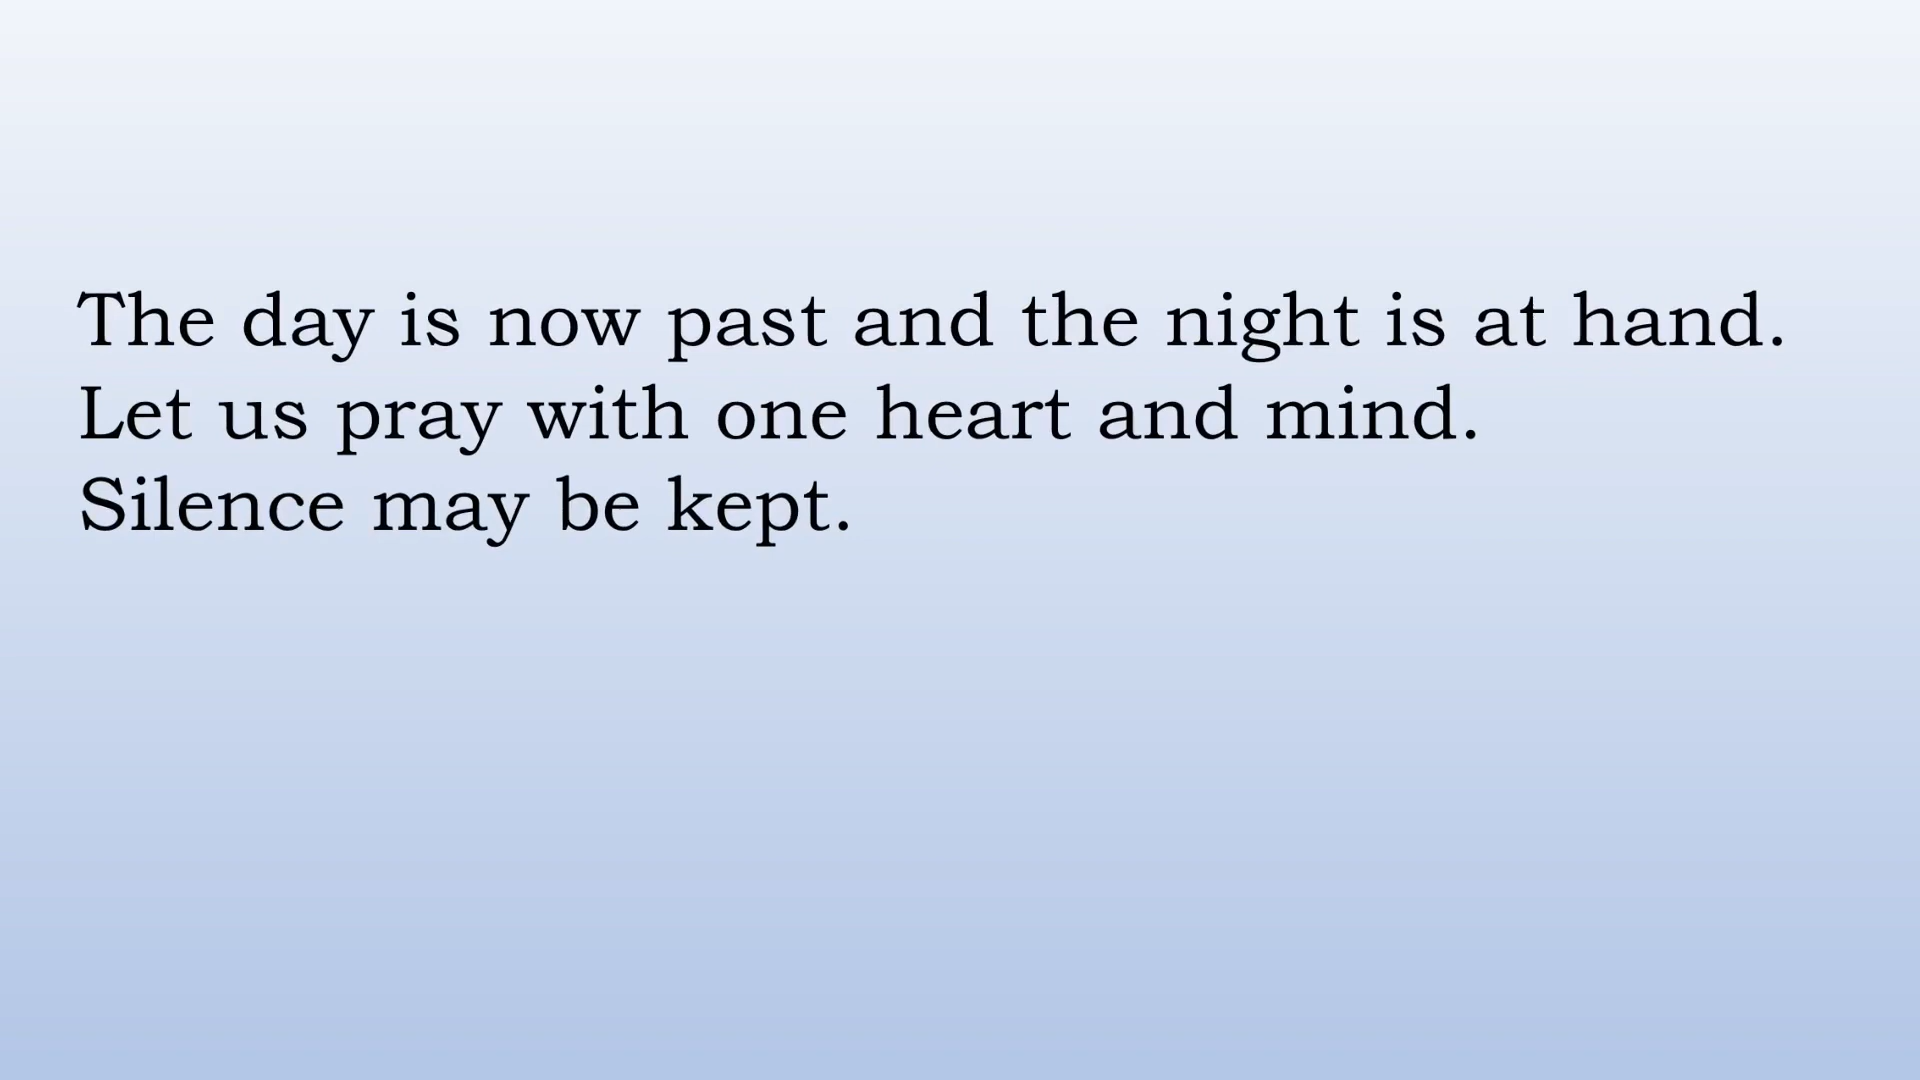 The day is now past and the night is at hand.
Let us pray with one heart and mind.
Silence may be kept.